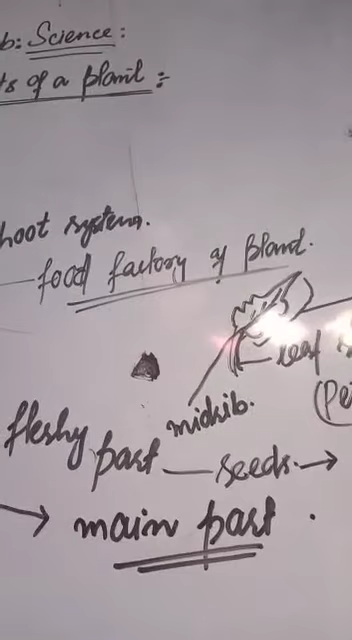 b: Science:
ts of a plant :-
hoot system.
food factory of plant.
leaf
(Pe
midrib.
fleshy part — seeds. →
→ main part .